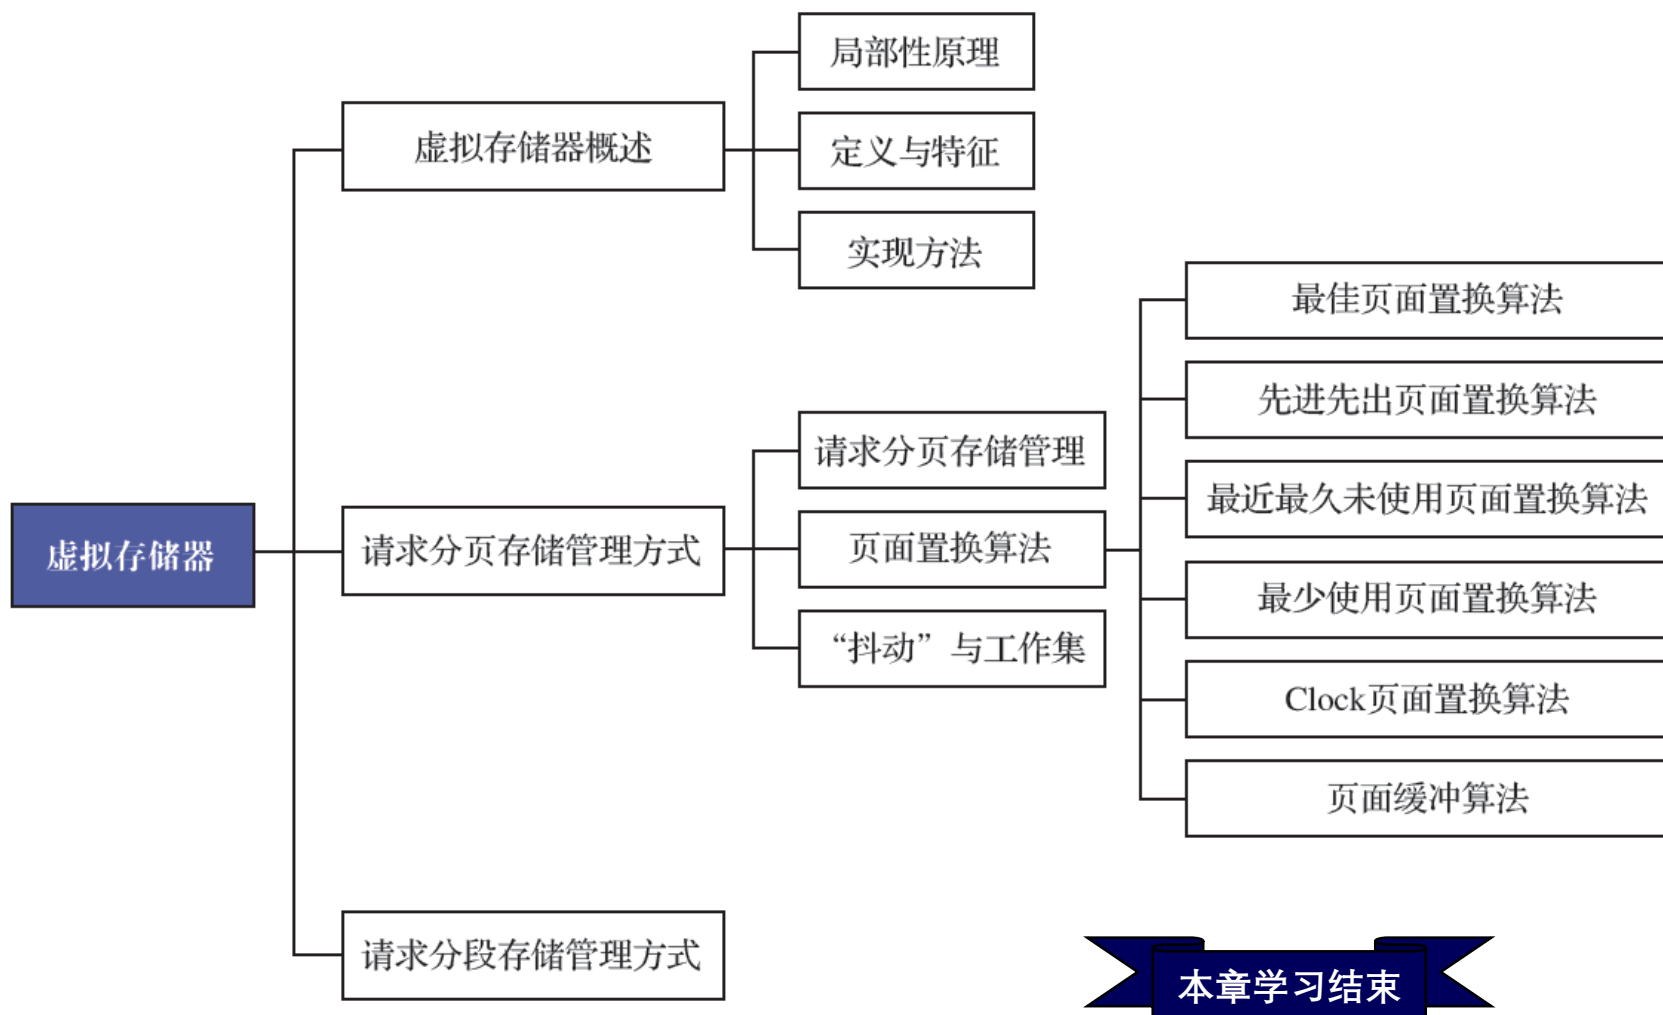 虚拟存储器
虚拟存储器概述
局部性原理
定义与特征
实现方法
请求分页存储管理方式
请求分页存储管理
页面置换算法
最佳页面置换算法
先进先出页面置换算法
最近最久未使用页面置换算法
最少使用页面置换算法
Clock页面置换算法
页面缓冲算法
“抖动”与工作集
请求分段存储管理方式
本章学习结束